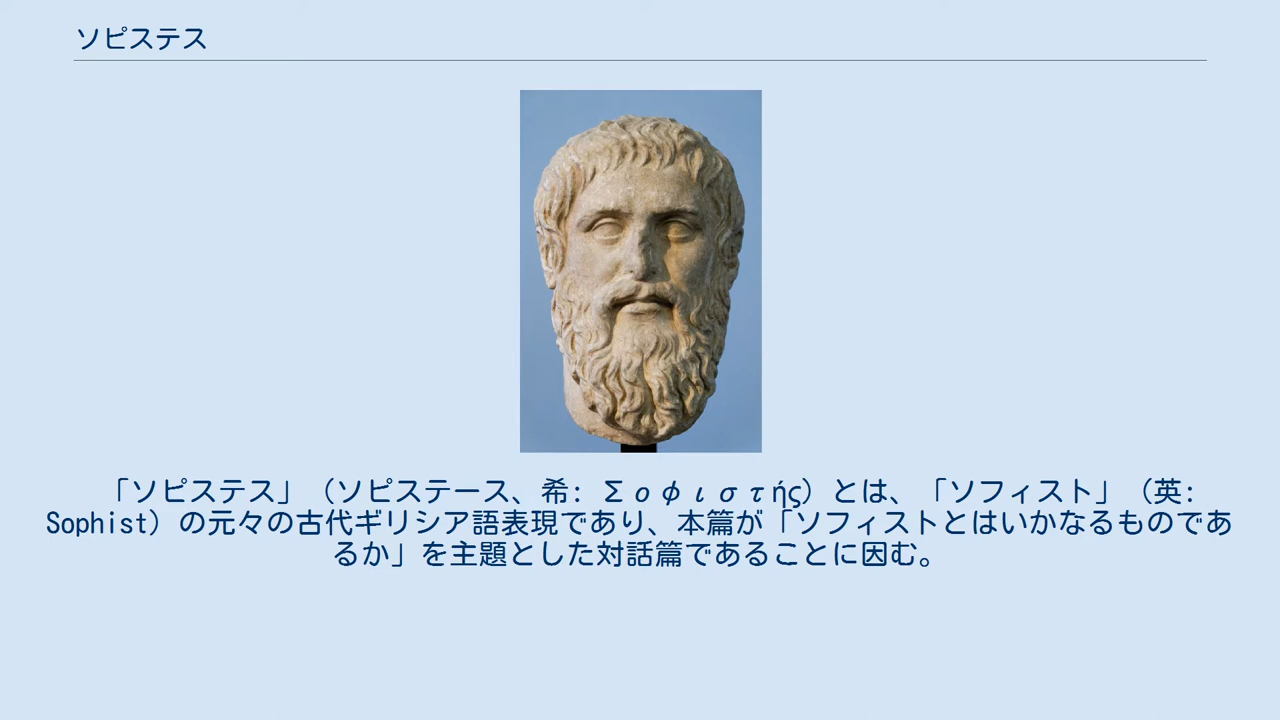 ソピステス
「ソピステス」（ソピステース、希: Σοφιστής）とは、「ソフィスト」（英:
Sophist）の元々の古代ギリシア語表現であり、本篇が「ソフィストとはいかなるものであ
るか」を主題とした対話篇であることに因む。